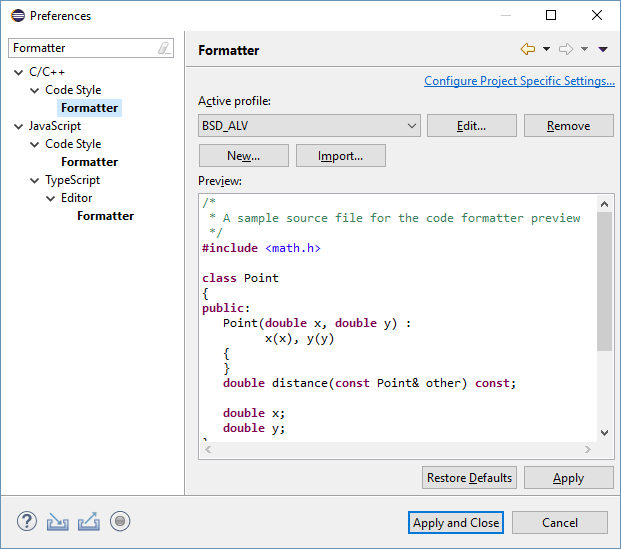 Preferences
Formatter
C/C++
Code Style
Formatter
JavaScript
Code Style
Formatter
TypeScript
Editor
Formatter
Formatter
Configure Project Specific Settings...
Active profile:
BSD_ALV
Edit...
Remove
New...
Import...
Preview:
/*
 * A sample source file for the code formatter preview
 */
#include <math.h>

class Point
{
public:
   Point(double x, double y) :
         x(x), y(y)
   {
   }
   double distance(const Point& other) const;

   double x;
   double y;
Restore Defaults
Apply
Apply and Close
Cancel